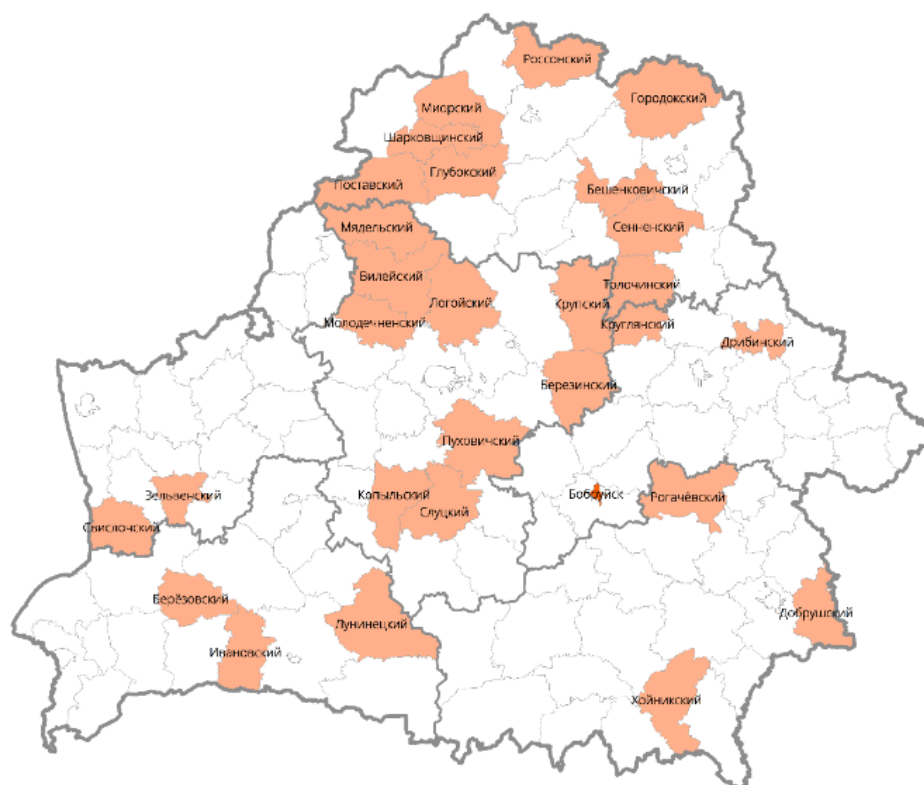 Россонский
Городокский
Миорский
Шарковщинский
Глубокский
Поставский
Бешенковичский
Сенненский
Мядельский
Вилейский
Логойский
Толочинский
Крупский
Молодечненский
Круглянский
Дрибинский
Березинский
Пуховичский
Копыльский
Зельвенский
Бобруйск
Рогачёвский
Слуцкий
Свислочский
Берёзовский
Добрушский
Лунинецкий
Ивановский
Хойникский